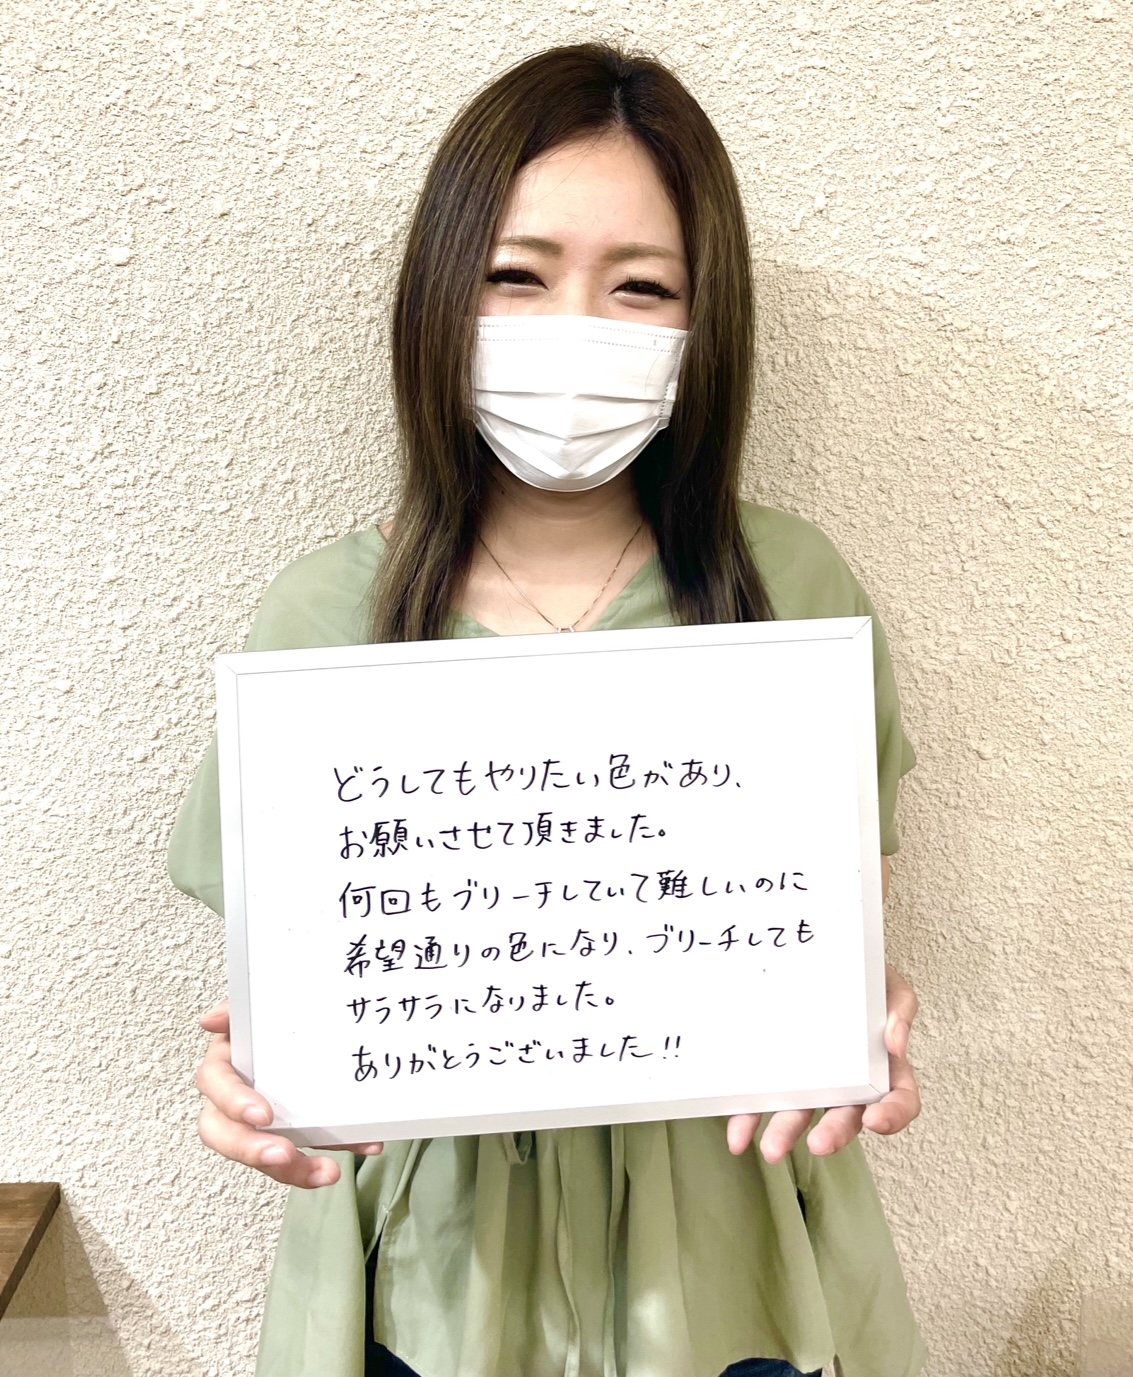 どうしてもやりたい色があり、
お願いさせて頂きました。
何回もブリーチしていて難しいのに
希望通りの色になり、ブリーチしても
サラサラになりました。
ありがとうございました!!